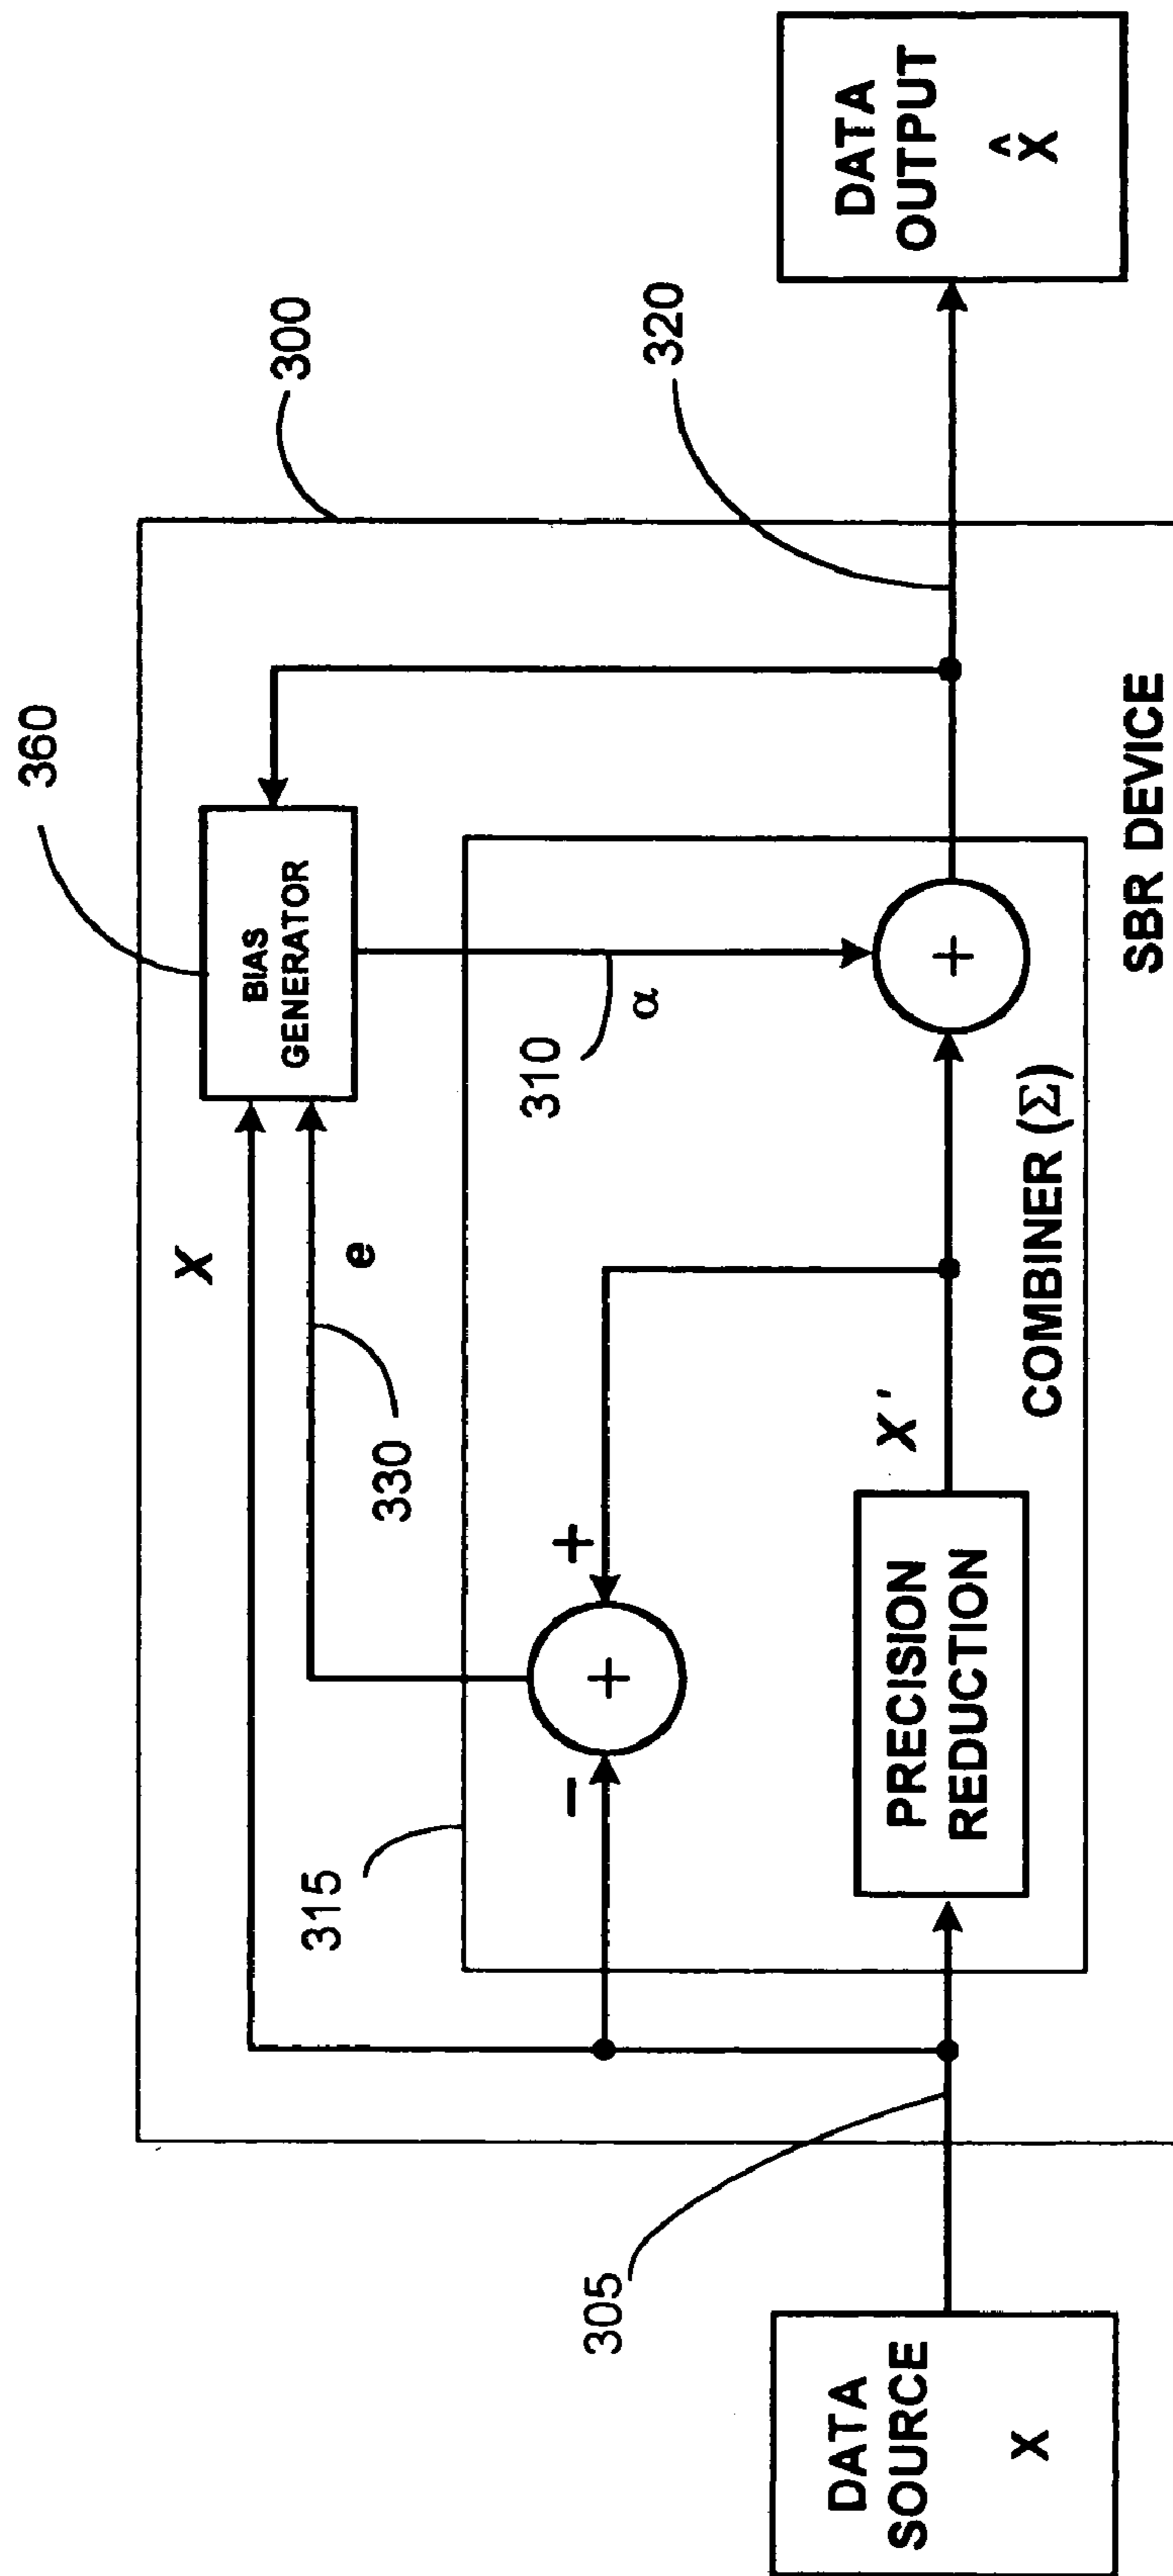 360
300
BIAS
GENERATOR
X
e
330
310
α
320
315
+
−
+
+
PRECISION
REDUCTION
X'
COMBINER (Σ)
305
DATA
SOURCE
X
DATA
OUTPUT
X̂
SBR DEVICE